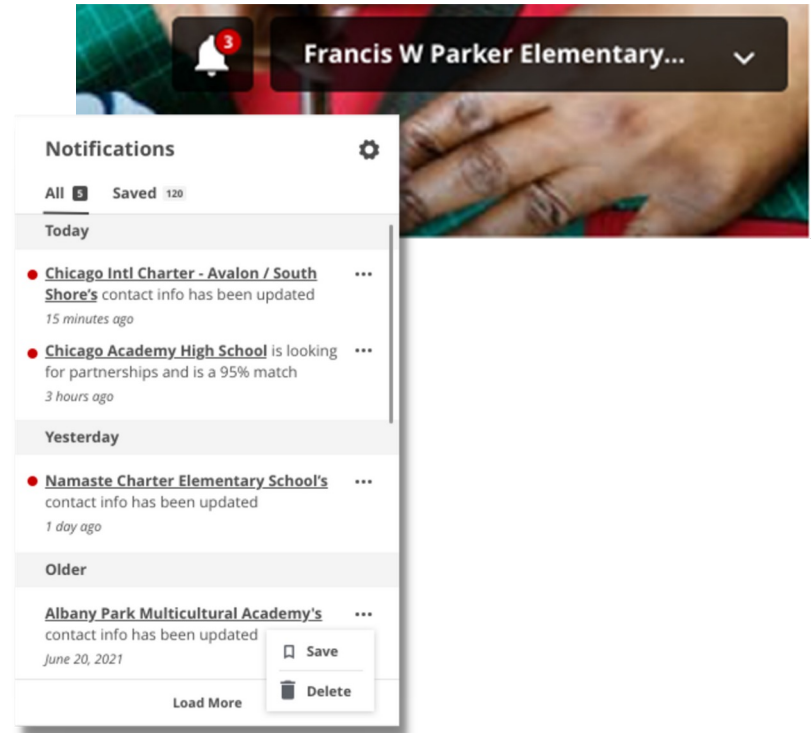 3
Francis W Parker Elementary...
Notifications
All 5 Saved 120
Today
Chicago Intl Charter - Avalon / South
Shore's contact info has been updated
15 minutes ago
Chicago Academy High School is looking
for partnerships and is a 95% match
3 hours ago
Yesterday
Namaste Charter Elementary School's
contact info has been updated
1 day ago
Older
Albany Park Multicultural Academy's
contact info has been updated
June 20, 2021
Save
Delete
Load More